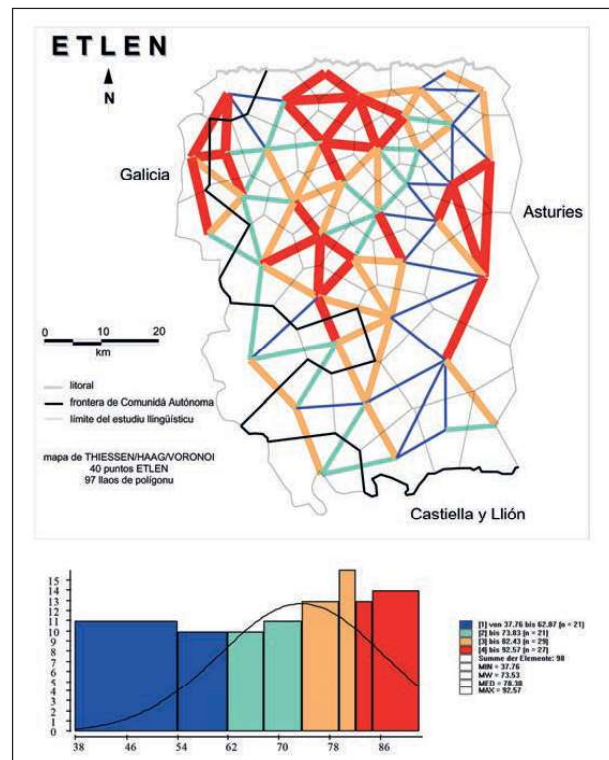 ETLEN
N
Galicia
Asturies
0 10 20
km
litoral
frontera de Comunidá Autónoma
límite del estudiu llingüísticu
mapa de THIESSEN/HAAG/VORONOI
40 puntos ETLEN
97 llaos de polígonu
Castiella y Llión
15
14
13
12
11
10
9
8
7
6
5
4
3
2
1
0
38 46 54 62 70 78 86
[1] von 37.76 bis 62.87 (n = 21)
[2] bis 73.83 (n = 21)
[3] bis 82.43 (n = 29)
[4] bis 92.57 (n = 27)
Summe der Elemente: 98
MIN = 37.76
MW = 73.53
MED = 78.38
MAX = 92.57